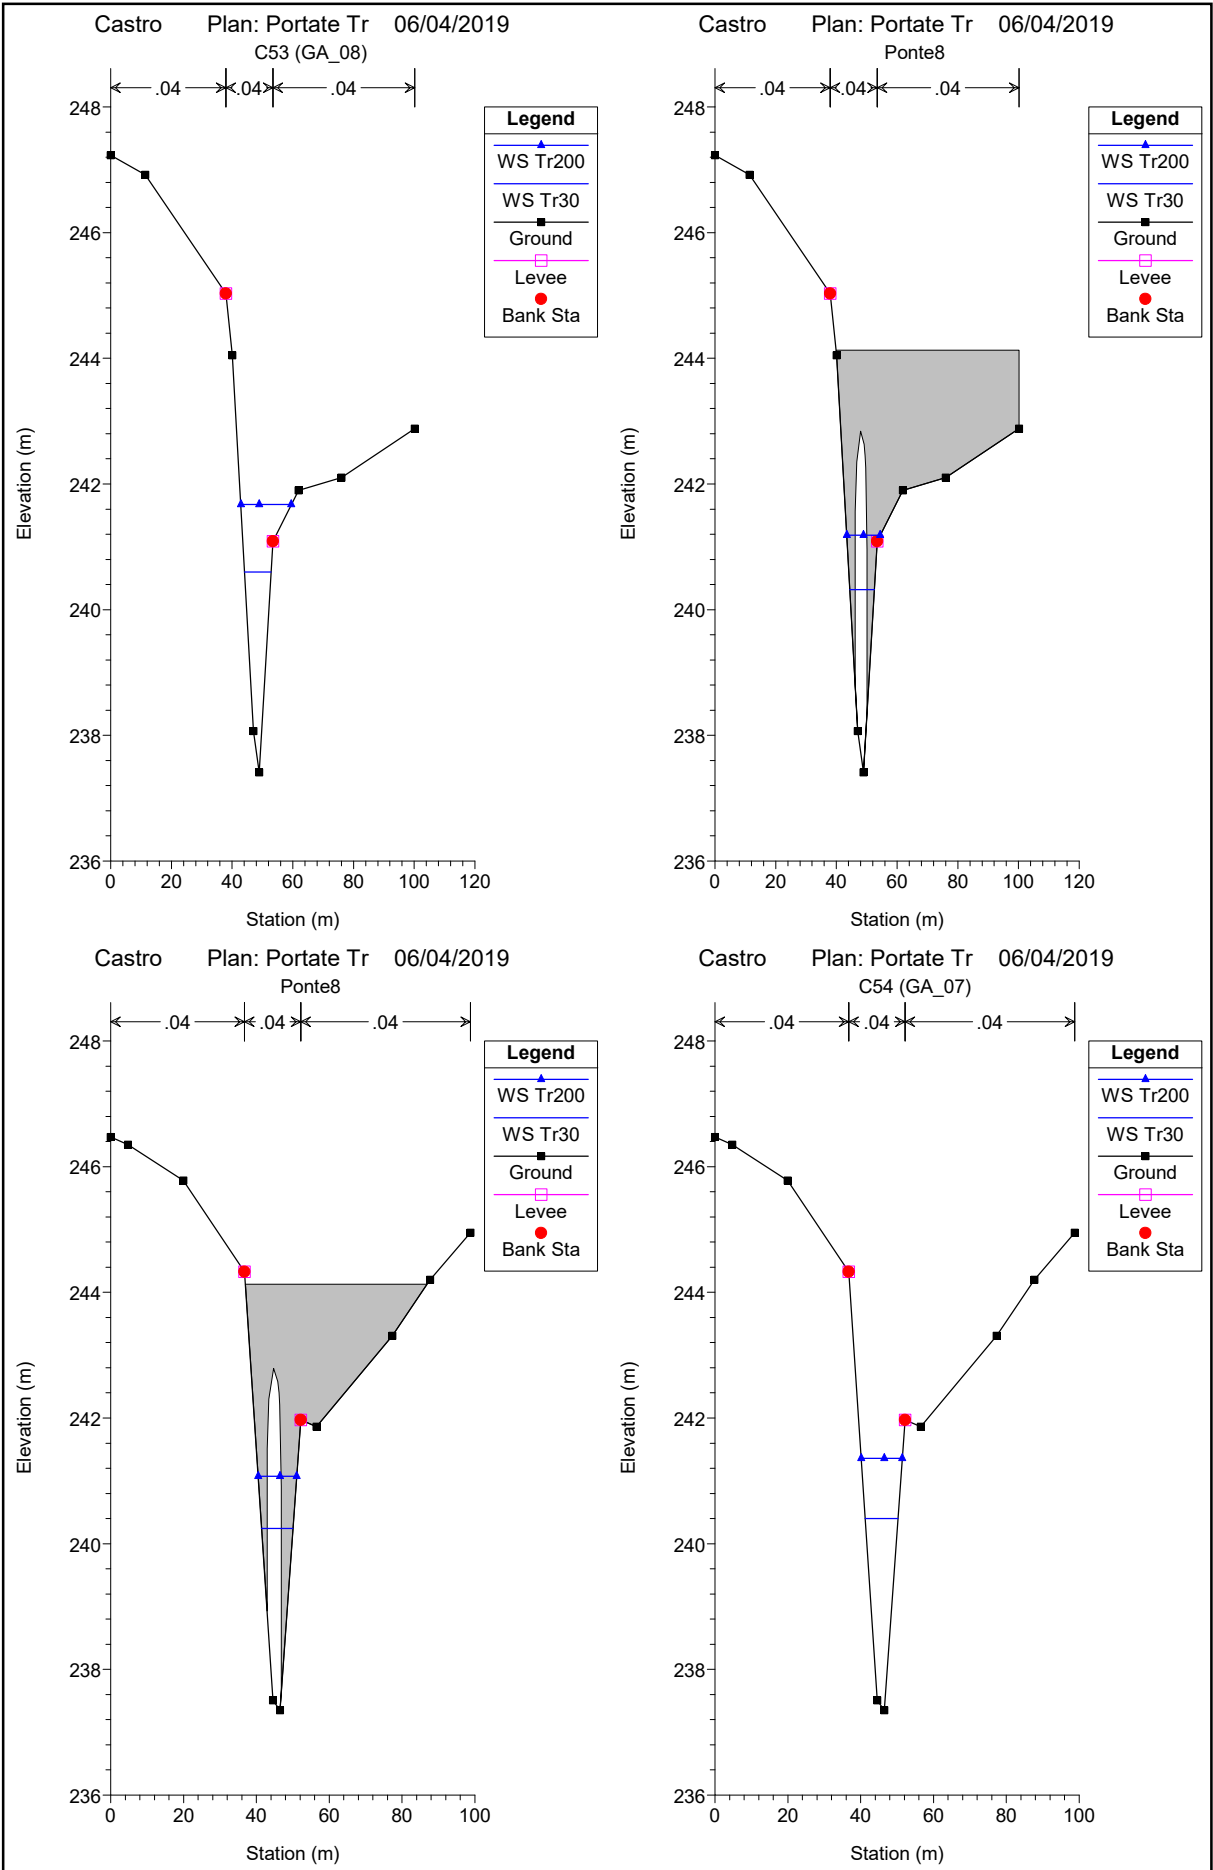 Castro Plan: Portate Tr 06/04/2019
C53 (GA_08)
.04 .04 .04
Legend
WS Tr200
WS Tr30
Ground
Levee
Bank Sta
248
246
244
242
240
238
236
Elevation (m)
0 20 40 60 80 100 120
Station (m)
Castro Plan: Portate Tr 06/04/2019
Ponte8
.04 .04 .04
Legend
WS Tr200
WS Tr30
Ground
Levee
Bank Sta
248
246
244
242
240
238
236
Elevation (m)
0 20 40 60 80 100 120
Station (m)
Castro Plan: Portate Tr 06/04/2019
Ponte8
.04 .04 .04
Legend
WS Tr200
WS Tr30
Ground
Levee
Bank Sta
248
246
244
242
240
238
236
Elevation (m)
0 20 40 60 80 100
Station (m)
Castro Plan: Portate Tr 06/04/2019
C54 (GA_07)
.04 .04 .04
Legend
WS Tr200
WS Tr30
Ground
Levee
Bank Sta
248
246
244
242
240
238
236
Elevation (m)
0 20 40 60 80 100
Station (m)